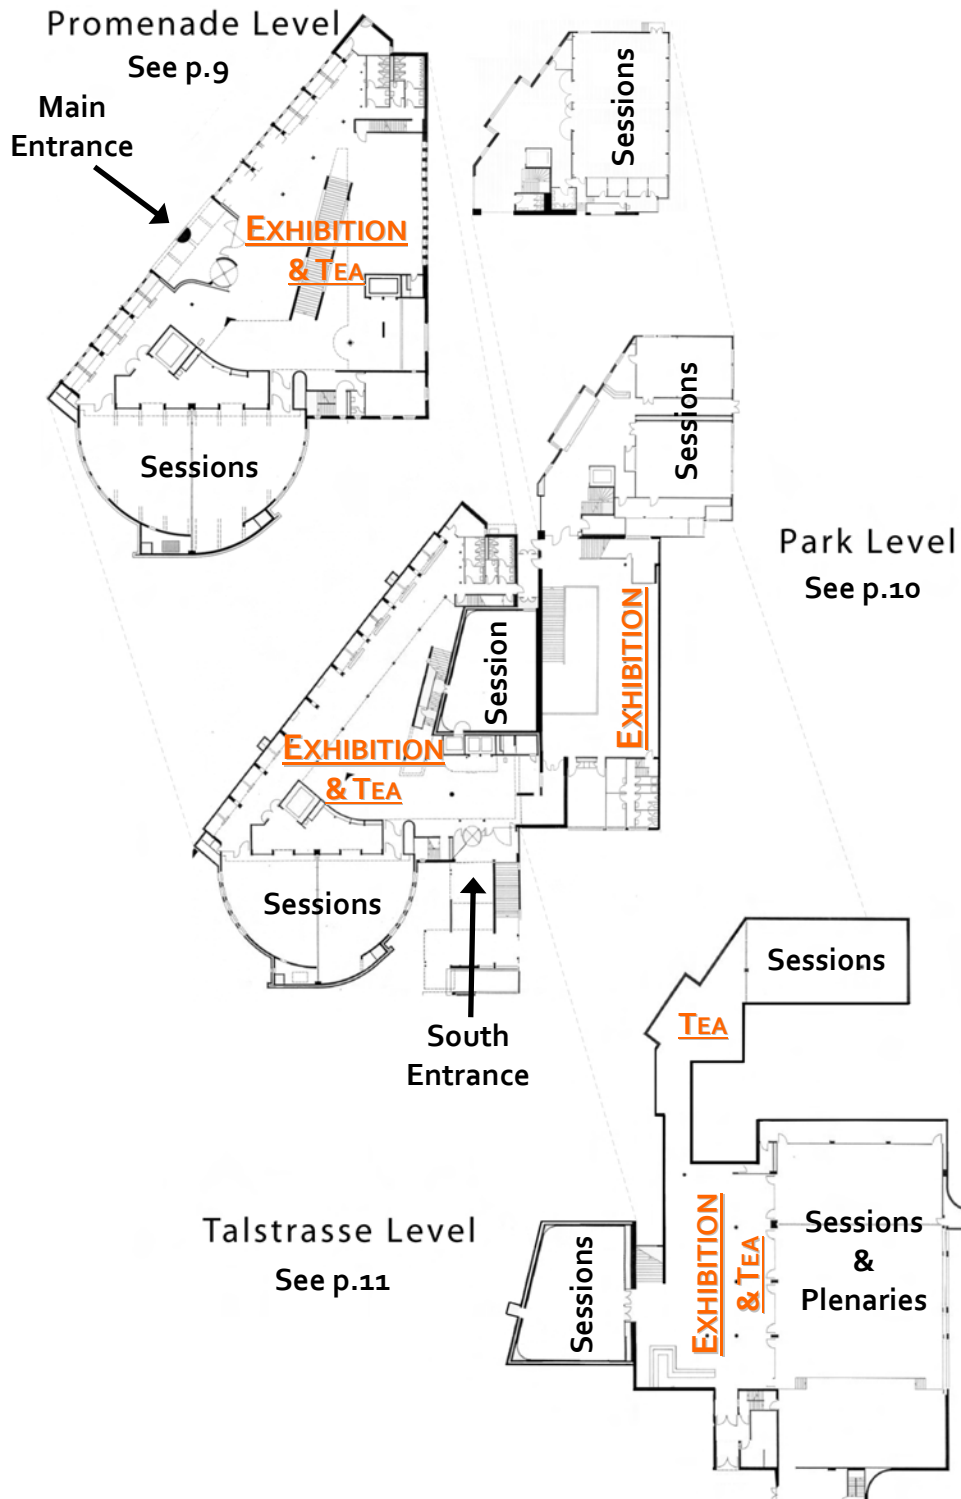 Promenade Level
See p.9
Main
Entrance
Sessions
EXHIBITION
& TEA
Sessions
Sessions
Park Level
See p.10
Session
EXHIBITION
EXHIBITION
& TEA
Sessions
South
Entrance
Sessions
TEA
Talstrasse Level
See p.11
Sessions
EXHIBITION
& TEA
Sessions
&
Plenaries